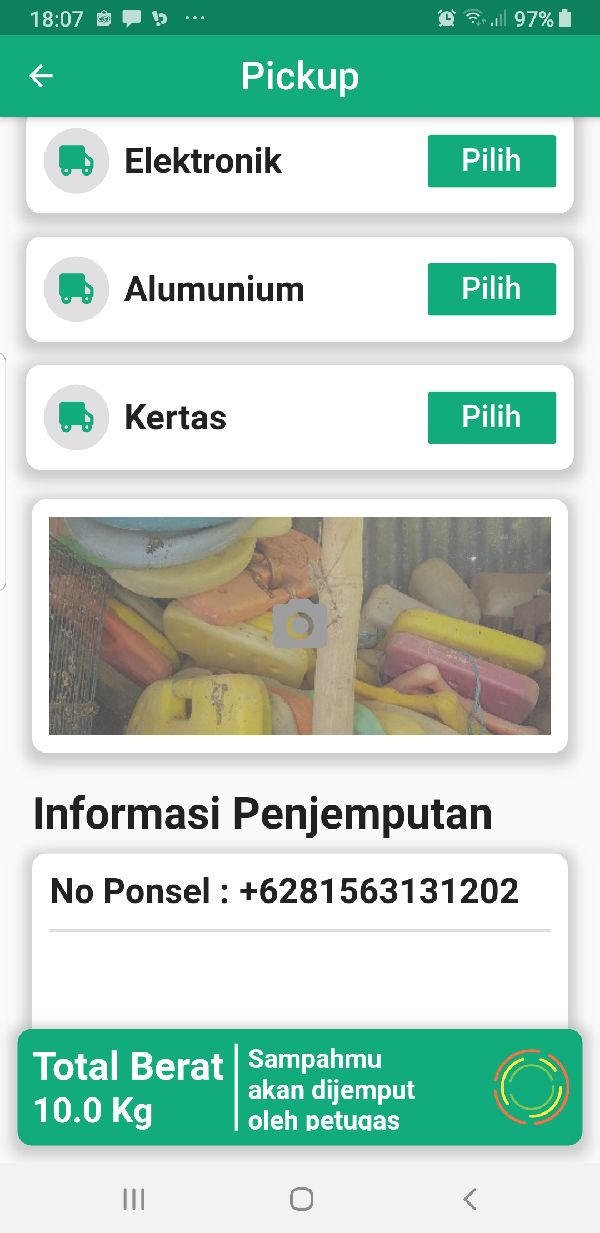 18:07 97%
Pickup
Elektronik Pilih
Alumunium Pilih
Kertas Pilih
Informasi Penjemputan
No Ponsel : +6281563131202
Total Berat
10.0 Kg
Sampahmu
akan dijemput
oleh petugas